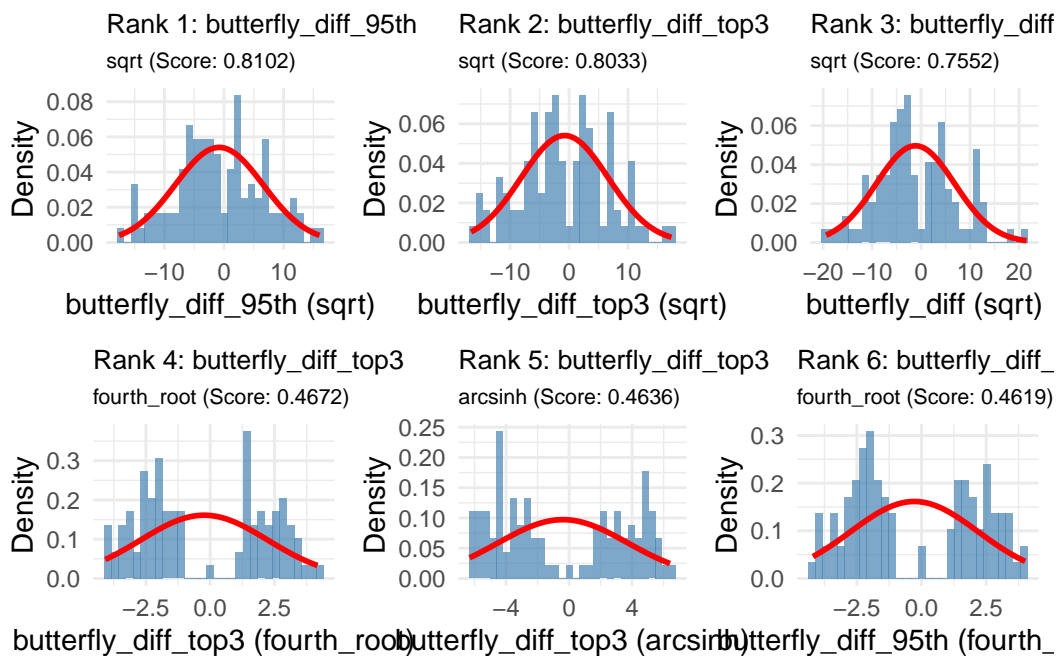 Rank 1: butterfly_diff_95th
sqrt (Score: 0.8102)
Density
0.08
0.06
0.04
0.02
0.00
−10
0
10
butterfly_diff_95th (sqrt)
Rank 2: butterfly_diff_top3
sqrt (Score: 0.8033)
Density
0.06
0.04
0.02
0.00
−10
0
10
butterfly_diff_top3 (sqrt)
Rank 3: butterfly_diff
sqrt (Score: 0.7552)
Density
0.06
0.04
0.02
0.00
−20
−10
0
10
20
butterfly_diff (sqrt)
Rank 4: butterfly_diff_top3
fourth_root (Score: 0.4672)
Density
0.3
0.2
0.1
0.0
−2.5
0.0
2.5
butterfly_diff_top3 (fourth_root)
Rank 5: butterfly_diff_top3
arcsinh (Score: 0.4636)
Density
0.25
0.20
0.15
0.10
0.05
0.00
−4
0
4
butterfly_diff_top3 (arcsinh)
Rank 6: butterfly_diff_
fourth_root (Score: 0.4619)
Density
0.3
0.2
0.1
0.0
−2.5
0.0
2.5
butterfly_diff_95th (fourth_